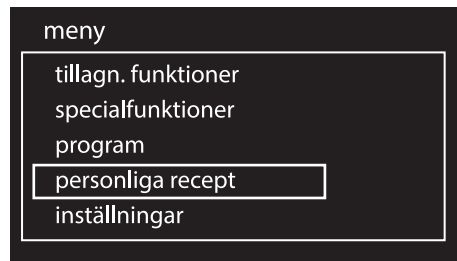 meny
tillagn. funktioner
specialfunktioner
program
personliga recept
inställningar